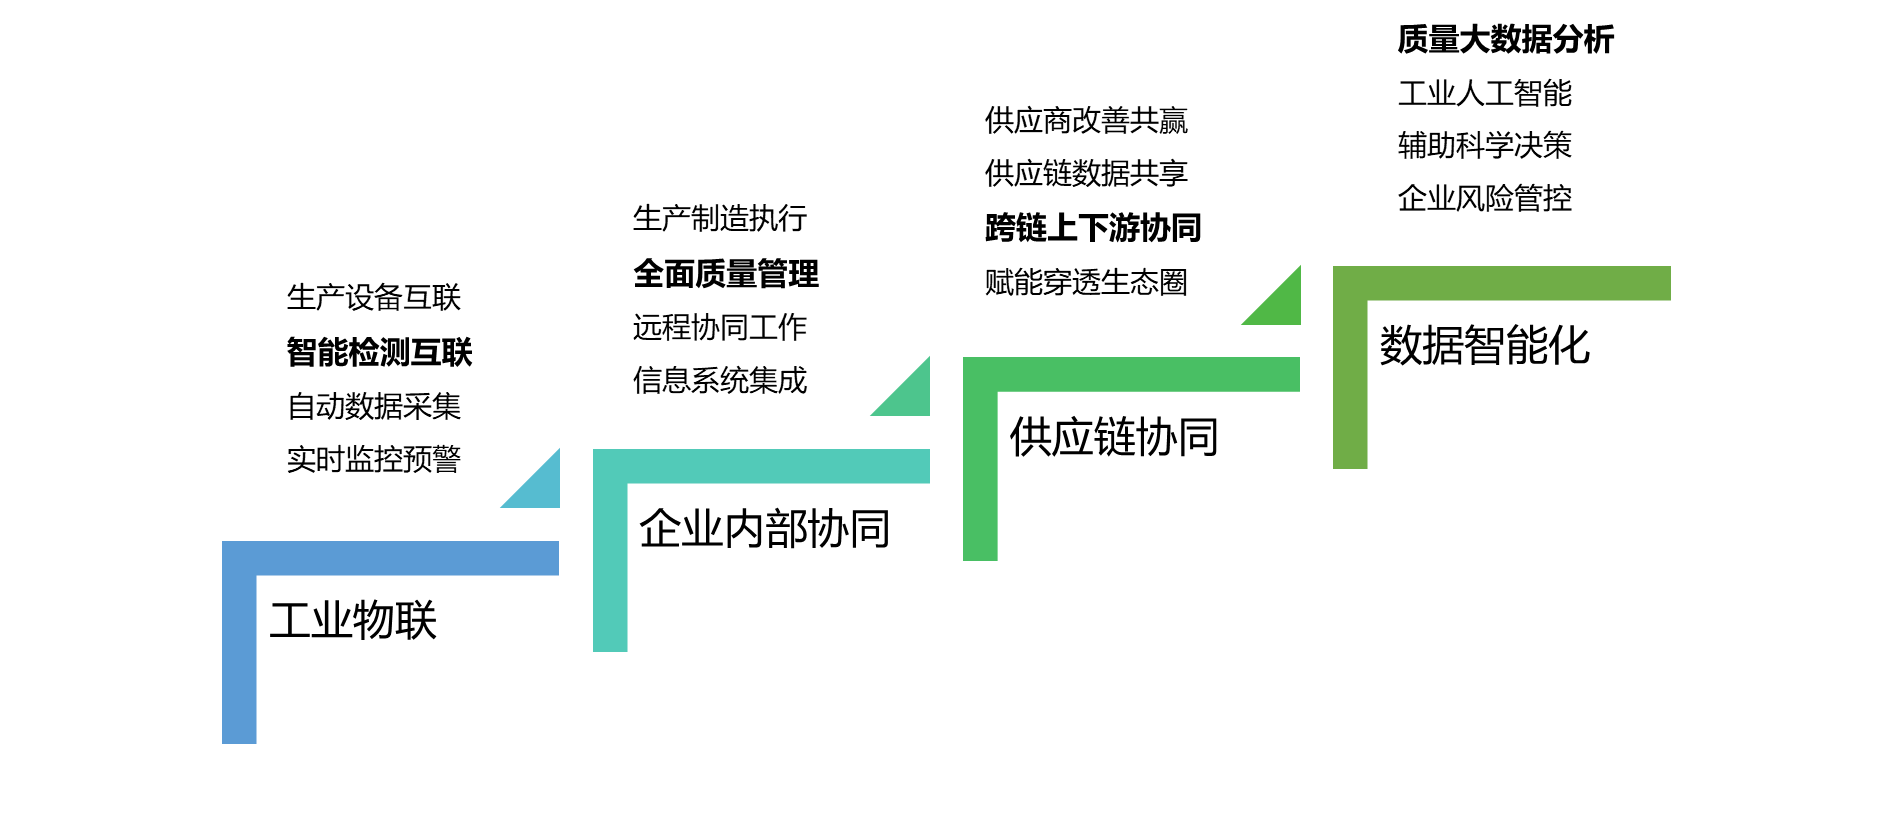 生产设备互联
智能检测互联
自动数据采集
实时监控预警
工业物联
生产制造执行
全面质量管理
远程协同工作
信息系统集成
企业内部协同
供应商改善共赢
供应链数据共享
跨链上下游协同
赋能穿透生态圈
供应链协同
质量大数据分析
工业人工智能
辅助科学决策
企业风险管控
数据智能化